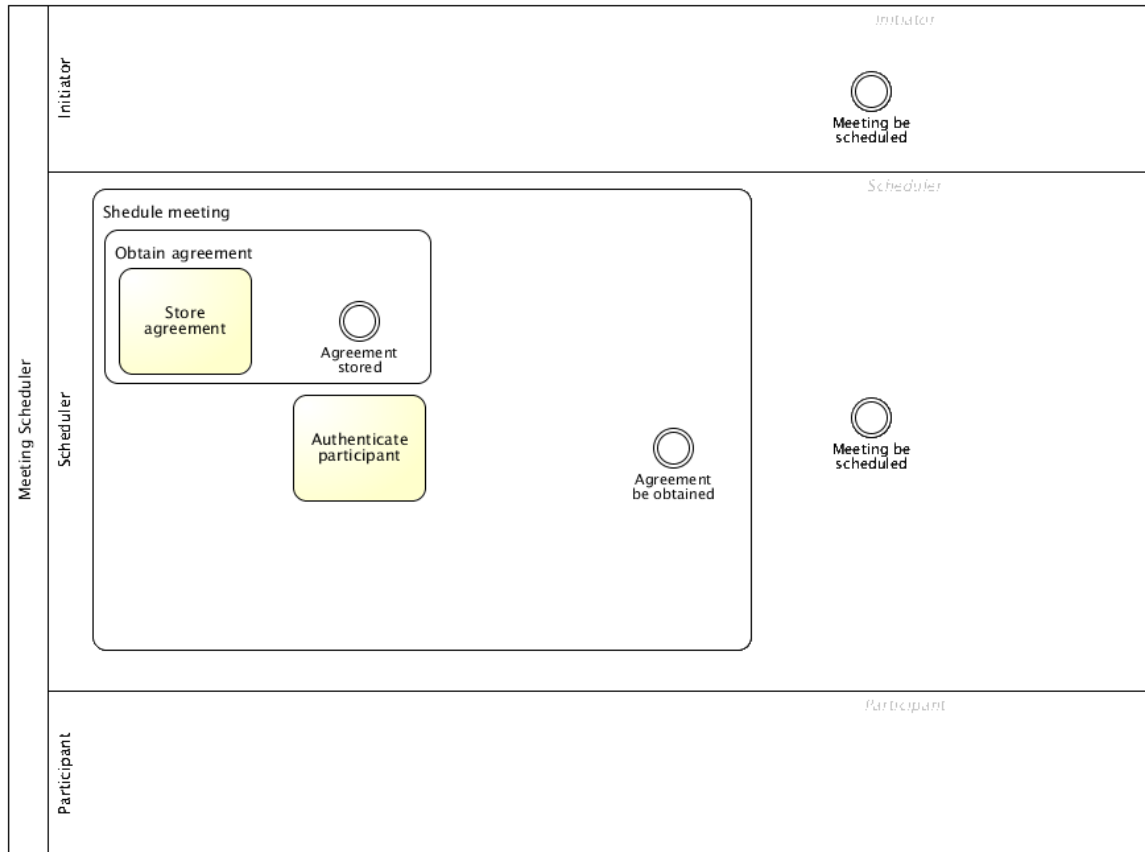 Meeting Scheduler
Initiator
Initiator
Meeting be
scheduled
Scheduler
Scheduler
Shedule meeting
Obtain agreement
Store
agreement
Agreement
stored
Authenticate
participant
Agreement
be obtained
Meeting be
scheduled
Participant
Participant